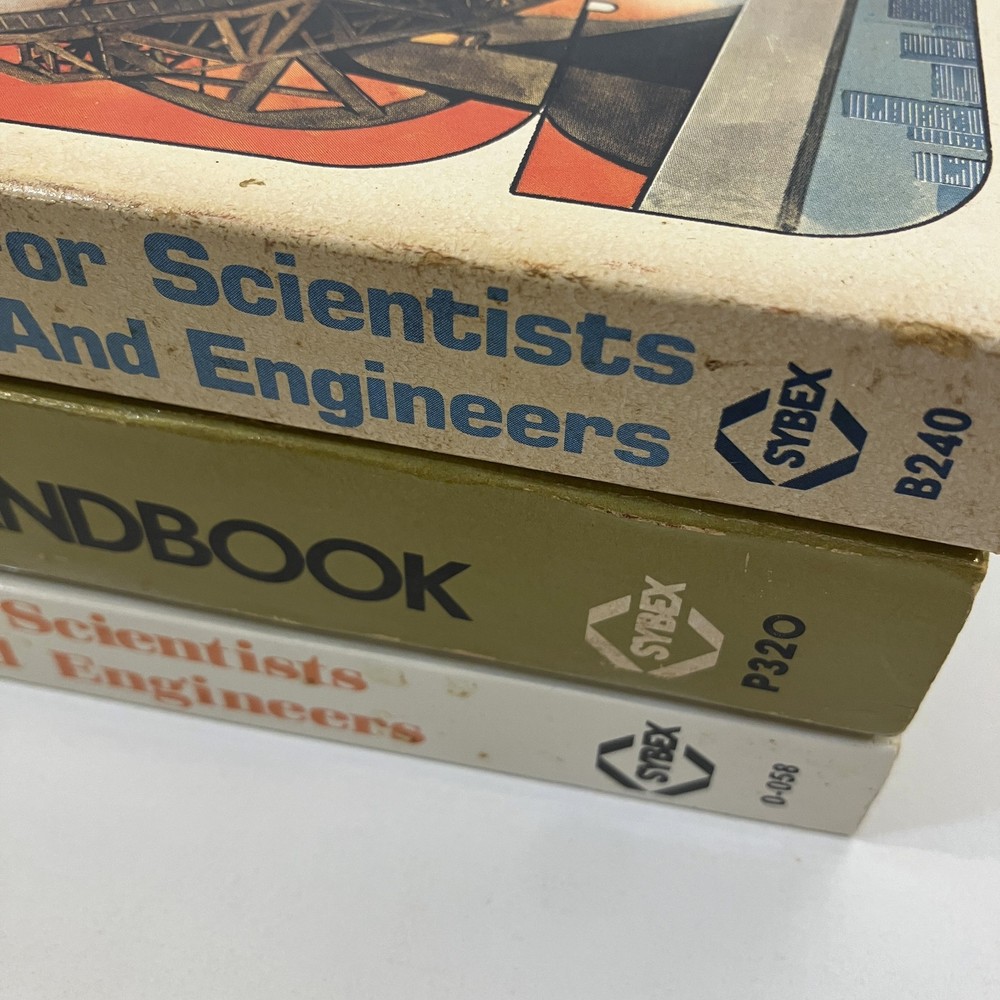 or Scientists
And Engineers
SYBEX
B240
NDBOOK
SYBEX
P320
Scientists
Engineers
SYBEX
0-058